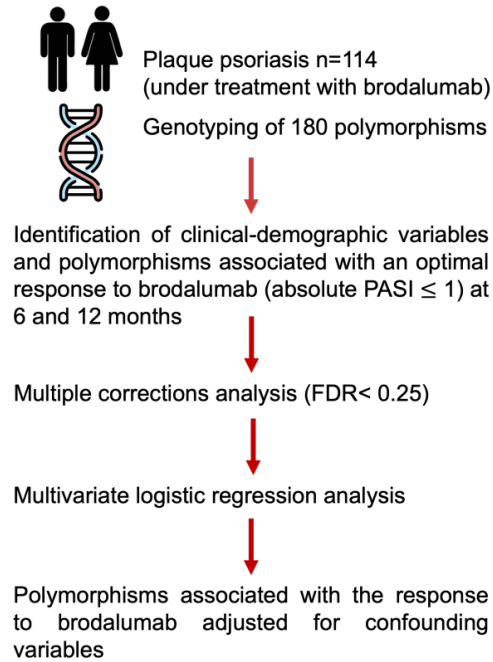 Plaque psoriasis n=114
(under treatment with brodalumab)
Genotyping of 180 polymorphisms
Identification of clinical-demographic variables
and polymorphisms associated with an optimal
response to brodalumab (absolute PASI ≤ 1) at
6 and 12 months
Multiple corrections analysis (FDR< 0.25)
Multivariate logistic regression analysis
Polymorphisms associated with the response
to brodalumab adjusted for confounding
variables